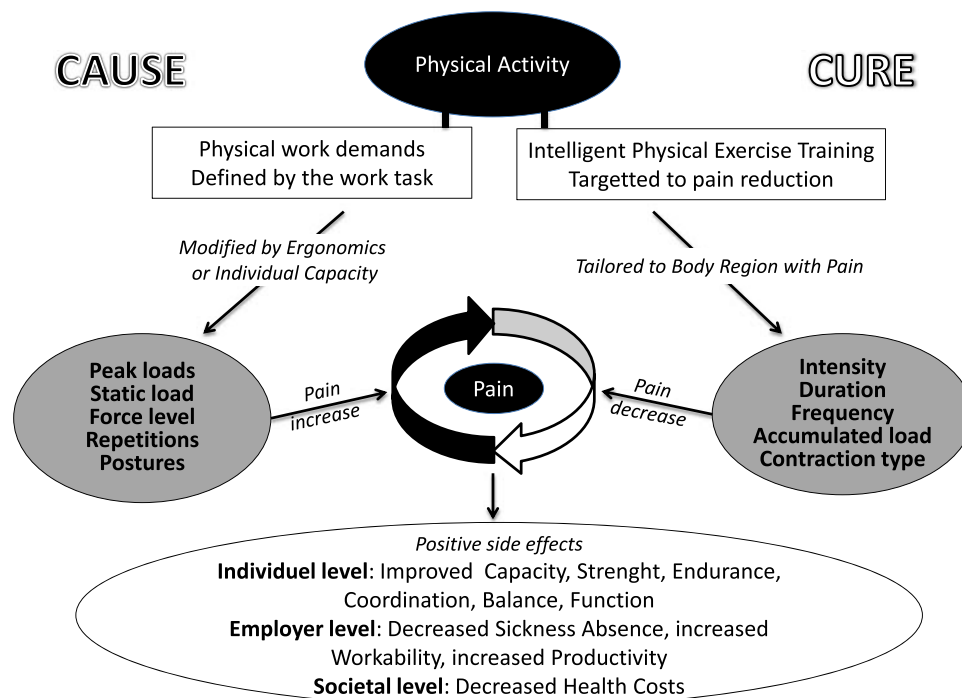 CAUSE
Physical Activity
CURE
Physical work demands
Defined by the work task
Intelligent Physical Exercise Training
Targetted to pain reduction
Modified by Ergonomics
or Individual Capacity
Tailored to Body Region with Pain
Peak loads
Static load
Force level
Repetitions
Postures
Pain
increase
Pain
Pain
decrease
Intensity
Duration
Frequency
Accumulated load
Contraction type
Positive side effects
Individuel level: Improved Capacity, Strenght, Endurance,
Coordination, Balance, Function
Employer level: Decreased Sickness Absence, increased
Workability, increased Productivity
Societal level: Decreased Health Costs